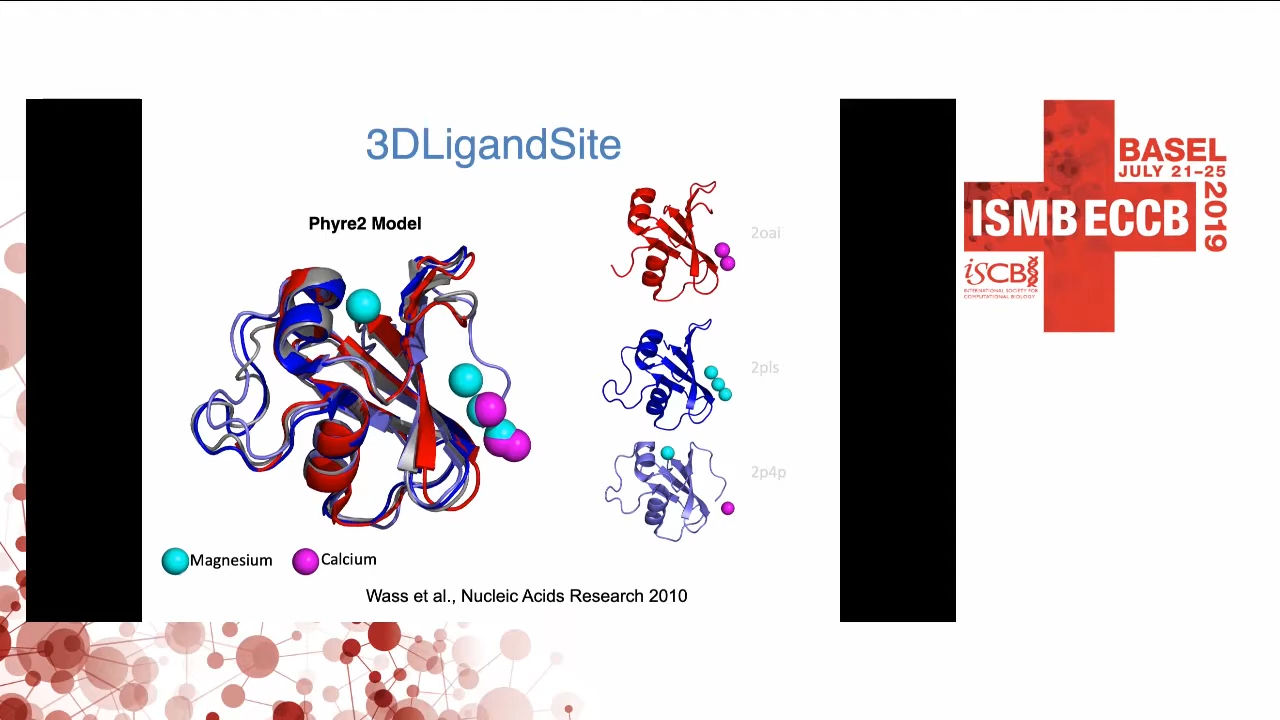 3DLigandSite
Phyre2 Model
2oai
2pls
2p4p
Magnesium
Calcium
Wass et al., Nucleic Acids Research 2010
BASEL
JULY 21–25
2019
ISMB ECCB
iSCB
INTERNATIONAL SOCIETY FOR
COMPUTATIONAL BIOLOGY